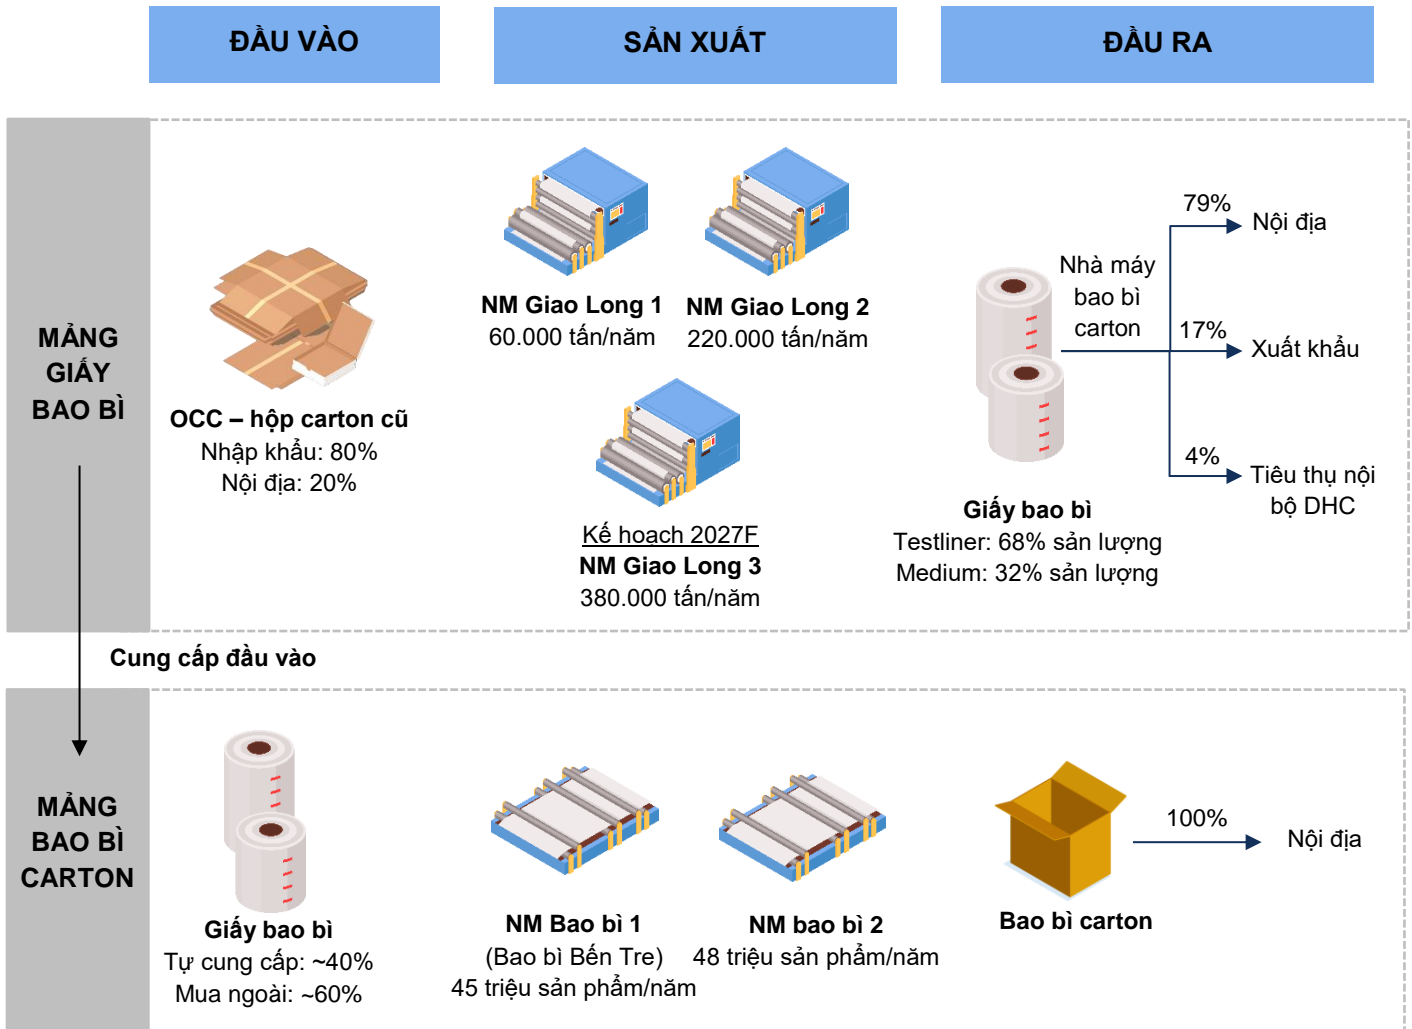 ĐẦU VÀO
SẢN XUẤT
ĐẦU RA
MẢNG
GIẤY
BAO BÌ
OCC – hộp carton cũ
Nhập khẩu: 80%
Nội địa: 20%
NM Giao Long 1
60.000 tấn/năm
NM Giao Long 2
220.000 tấn/năm
Kế hoạch 2027F
NM Giao Long 3
380.000 tấn/năm
Giấy bao bì
Testliner: 68% sản lượng
Medium: 32% sản lượng
Nhà máy
bao bì
carton
79%
Nội địa
17%
Xuất khẩu
4%
Tiêu thụ nội
bộ DHC
Cung cấp đầu vào
MẢNG
BAO BÌ
CARTON
Giấy bao bì
Tự cung cấp: ~40%
Mua ngoài: ~60%
NM Bao bì 1
(Bao bì Bến Tre)
45 triệu sản phẩm/năm
NM bao bì 2
48 triệu sản phẩm/năm
Bao bì carton
100%
Nội địa